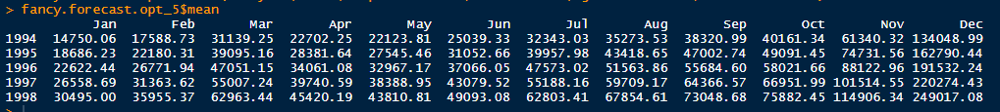 > fancy.forecast.opt_5$mean
Jan Feb Mar Apr May Jun Jul Aug Sep Oct Nov Dec
1994 14750.06 17588.73 31139.25 22702.25 22123.81 25039.33 32343.03 35273.53 38320.99 40161.34 61340.32 134048.99
1995 18686.23 22180.31 39095.16 28381.64 27545.46 31052.66 39957.98 43418.65 47002.74 49091.45 74731.56 162790.44
1996 22622.44 26771.94 47051.15 34061.08 32967.17 37066.05 47573.02 51563.86 55684.60 58021.66 88122.96 191532.24
1997 26558.69 31363.62 55007.24 39740.59 38388.95 43079.52 55188.16 59709.17 64366.57 66951.99 101514.55 220274.43
1998 30495.00 35955.37 62963.44 45420.19 43810.81 49093.08 62803.41 67854.61 73048.68 75882.45 114906.34 249017.08
>